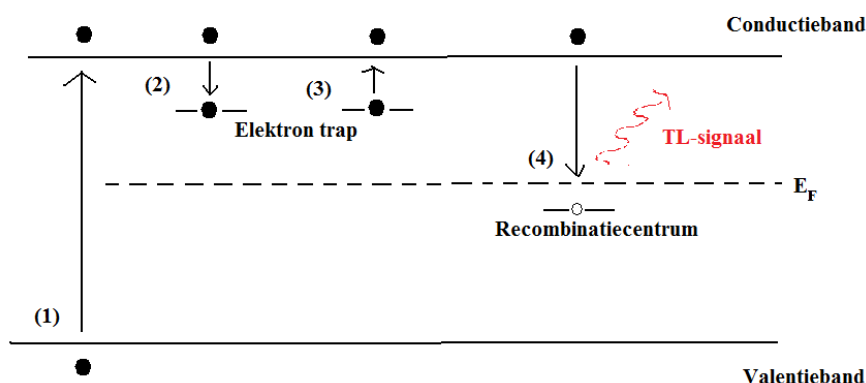 Conductieband
(2)
(3)
Elektron trap
TL-signaal
(4)
E_F
Recombinatiecentrum
(1)
Valentieband